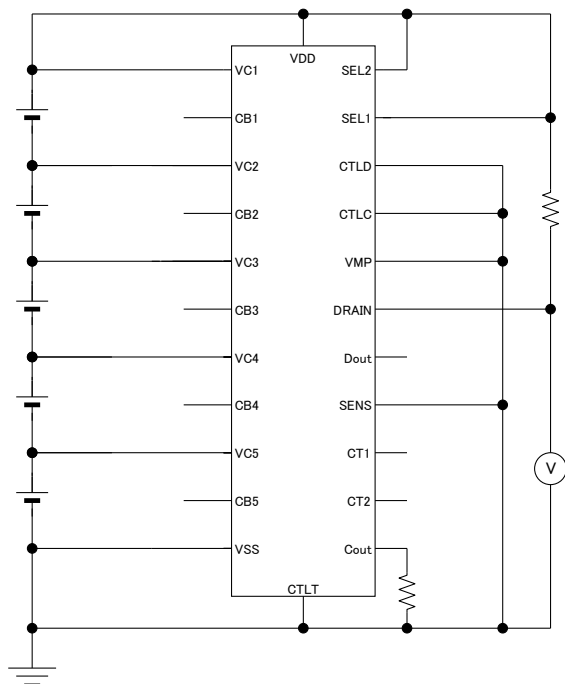 VDD
VC1 SEL2
CB1 SEL1
VC2 CTLD
CB2 CTLC
VC3 VMP
CB3 DRAIN
VC4 Dout
CB4 SENS
VC5 CT1
CB5 CT2
VSS Cout
CTLT
V